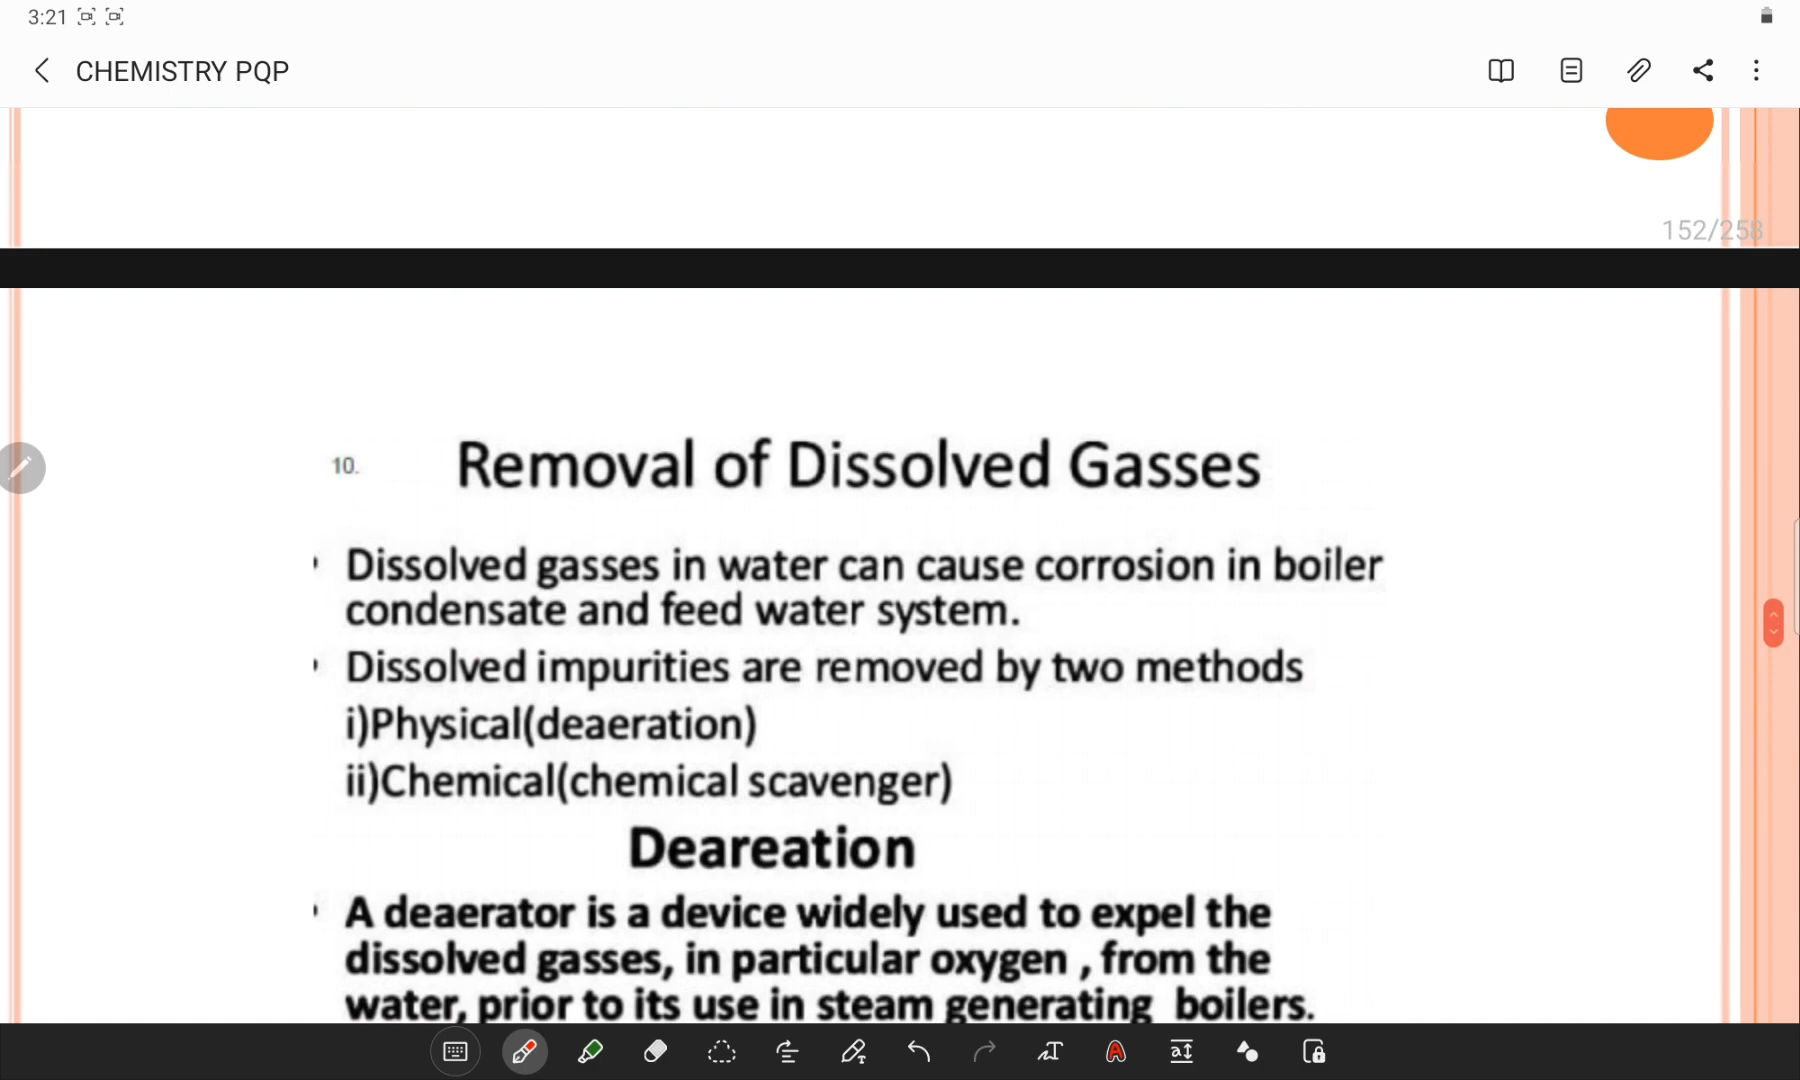 3:21
CHEMISTRY PQP
152/258
10.
Removal of Dissolved Gasses
• Dissolved gasses in water can cause corrosion in boiler
condensate and feed water system.
• Dissolved impurities are removed by two methods
i)Physical(deaeration)
ii)Chemical(chemical scavenger)
Deareation
• A deaerator is a device widely used to expel the
dissolved gasses, in particular oxygen , from the
water, prior to its use in steam generating boilers.